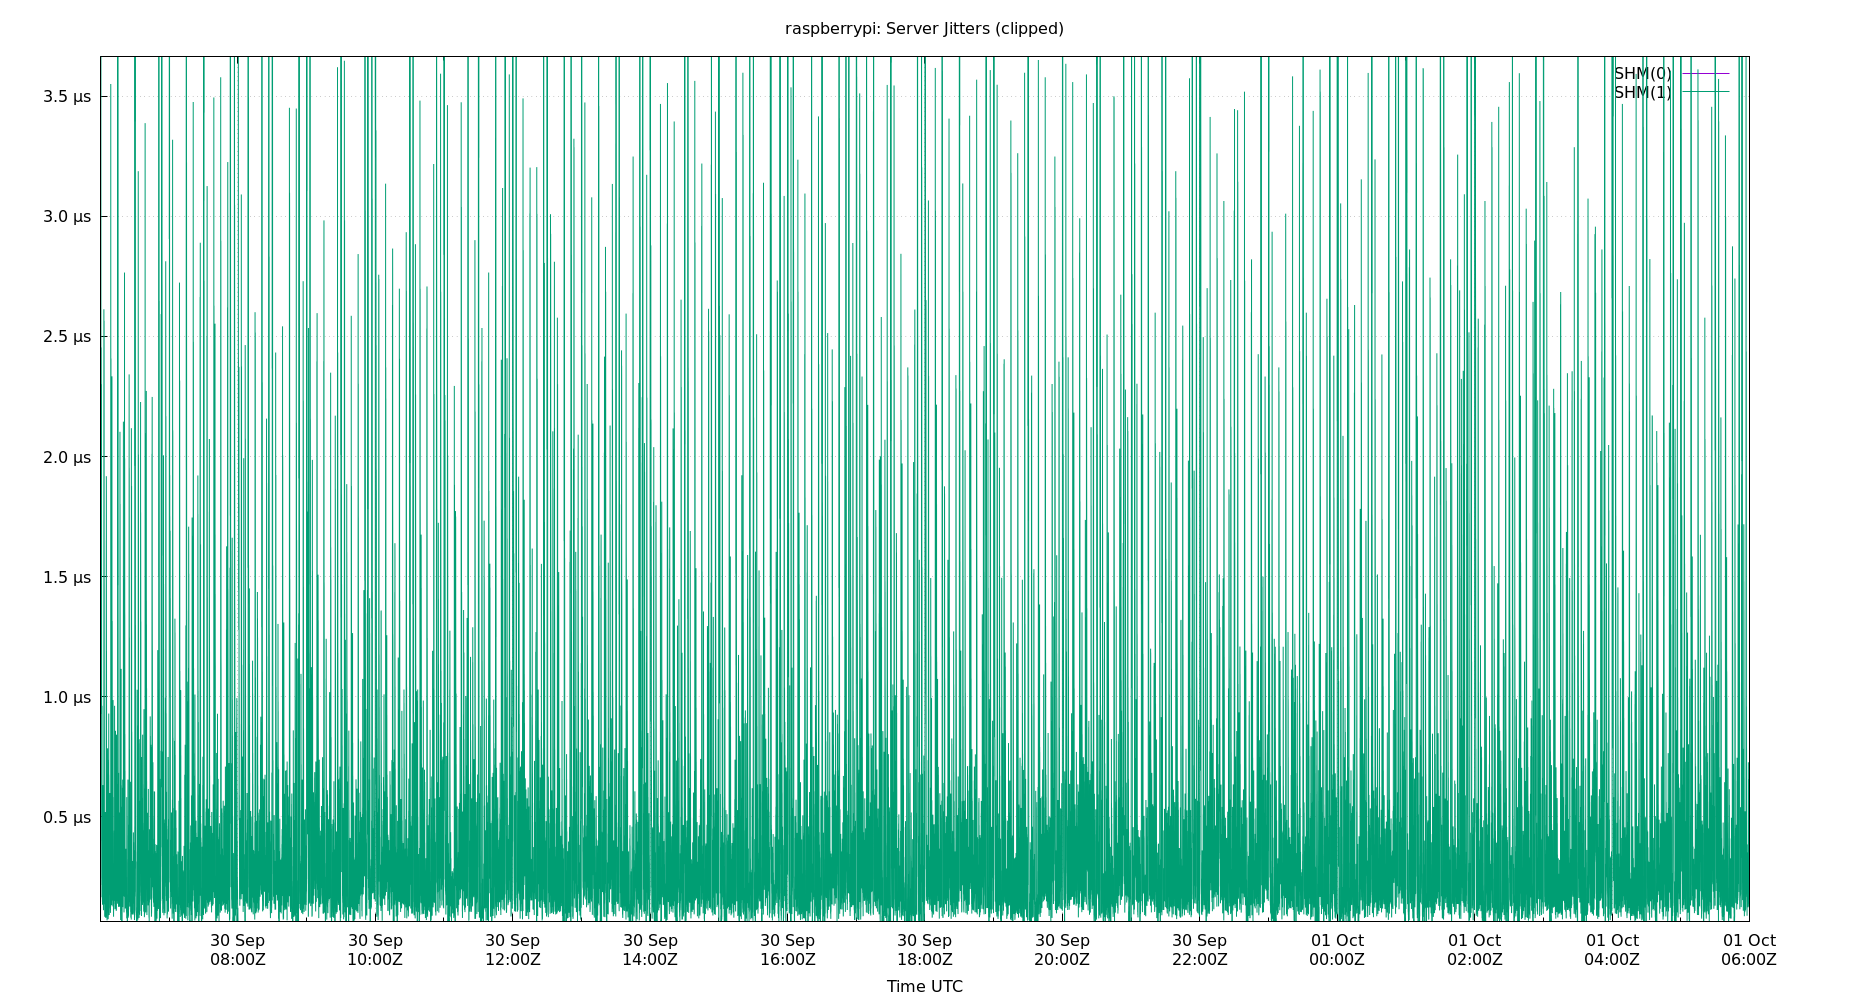 raspberrypi: Server Jitters (clipped)
SHM(0)
SHM(1)
3.5 µs
3.0 µs
2.5 µs
2.0 µs
1.5 µs
1.0 µs
0.5 µs
30 Sep 30 Sep 30 Sep 30 Sep 30 Sep 30 Sep 30 Sep 30 Sep 01 Oct 01 Oct 01 Oct 01 Oct
08:00Z 10:00Z 12:00Z 14:00Z 16:00Z 18:00Z 20:00Z 22:00Z 00:00Z 02:00Z 04:00Z 06:00Z
Time UTC